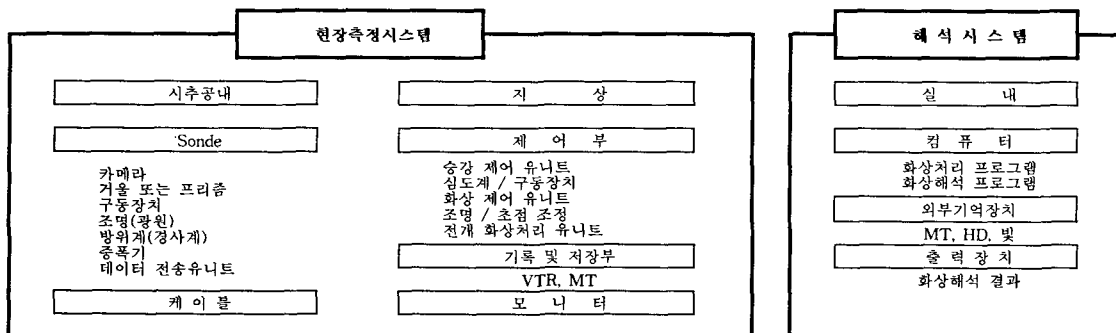 현장측정시스템
시추공내
Sonde
카메라
거울 또는 프리즘
구동장치
조명(광원)
방위계(경사계)
증폭기
데이터 전송유니트
케 이 블
지 상
제 어 부
승강 제어 유니트
심도계 / 구동장치
화상 제어 유니트
조명 / 초점 조정
전개 화상처리 유니트
기록 및 저장부
VTR, MT
모 니 터
해 석 시 스 템
실 내
컴 퓨 터
화상처리 프로그램
화상해석 프로그램
외부기억장치
MT, HD, 빛
출 력 장 치
화상해석 결과